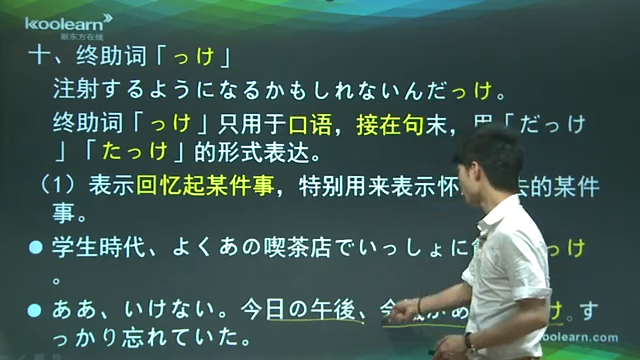 koolearn
新东方在线
十、终助词「っけ」
注射するようになるかもしれないんだっけ。
终助词「っけ」只用于口语，接在句末，用「だっけ
」「たっけ」的形式表达。
（1）表示回忆起某件事，特别用来表示怀 去的某件
事。
● 学生時代、よくあの喫茶店でいっしょに っけ
。
● ああ、いけない。今日の午後、会 があ け。す
っかり忘れていた。
koolearn.com